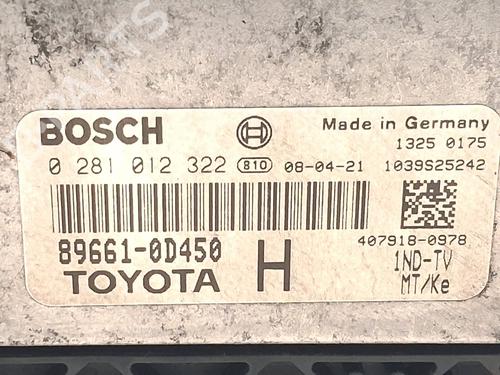 BOSCH
Made in Germany
1325 0175
0 281 012 322 810 08-04-21 1039S25242
89661-0D450
407918-0978
TOYOTA
H
1ND-TV
MT/Ke